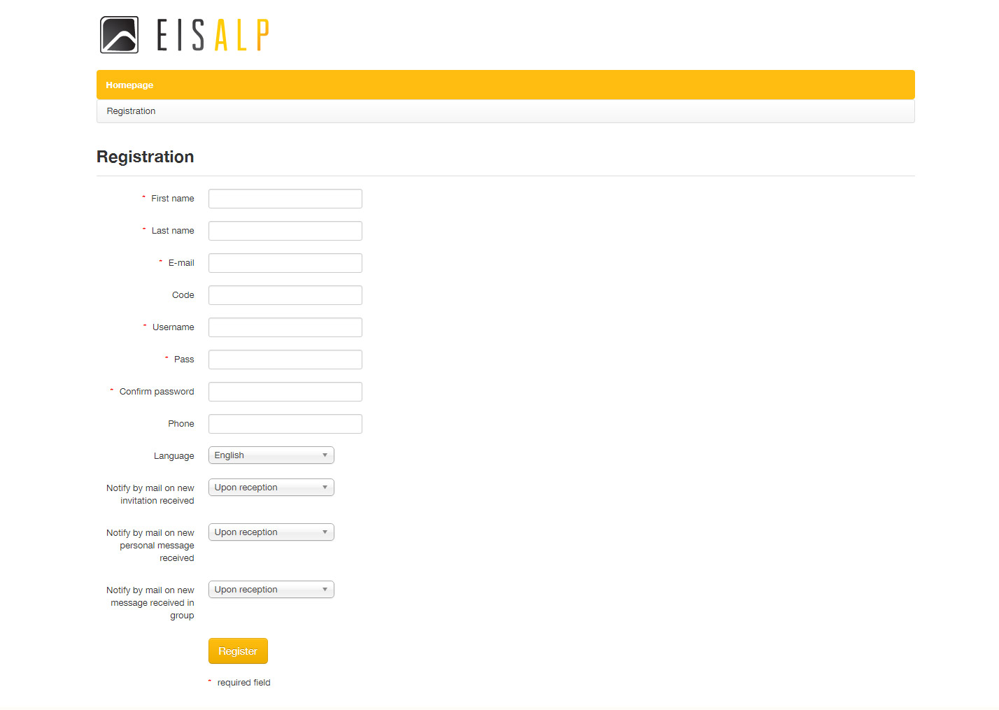 EISALP
Homepage
Registration
Registration
* First name
* Last name
* E-mail
Code
* Username
* Pass
* Confirm password
Phone
Language English
Notify by mail on new Upon reception
invitation received
Notify by mail on new Upon reception
personal message
received
Notify by mail on new Upon reception
message received in
group
Register
* required field